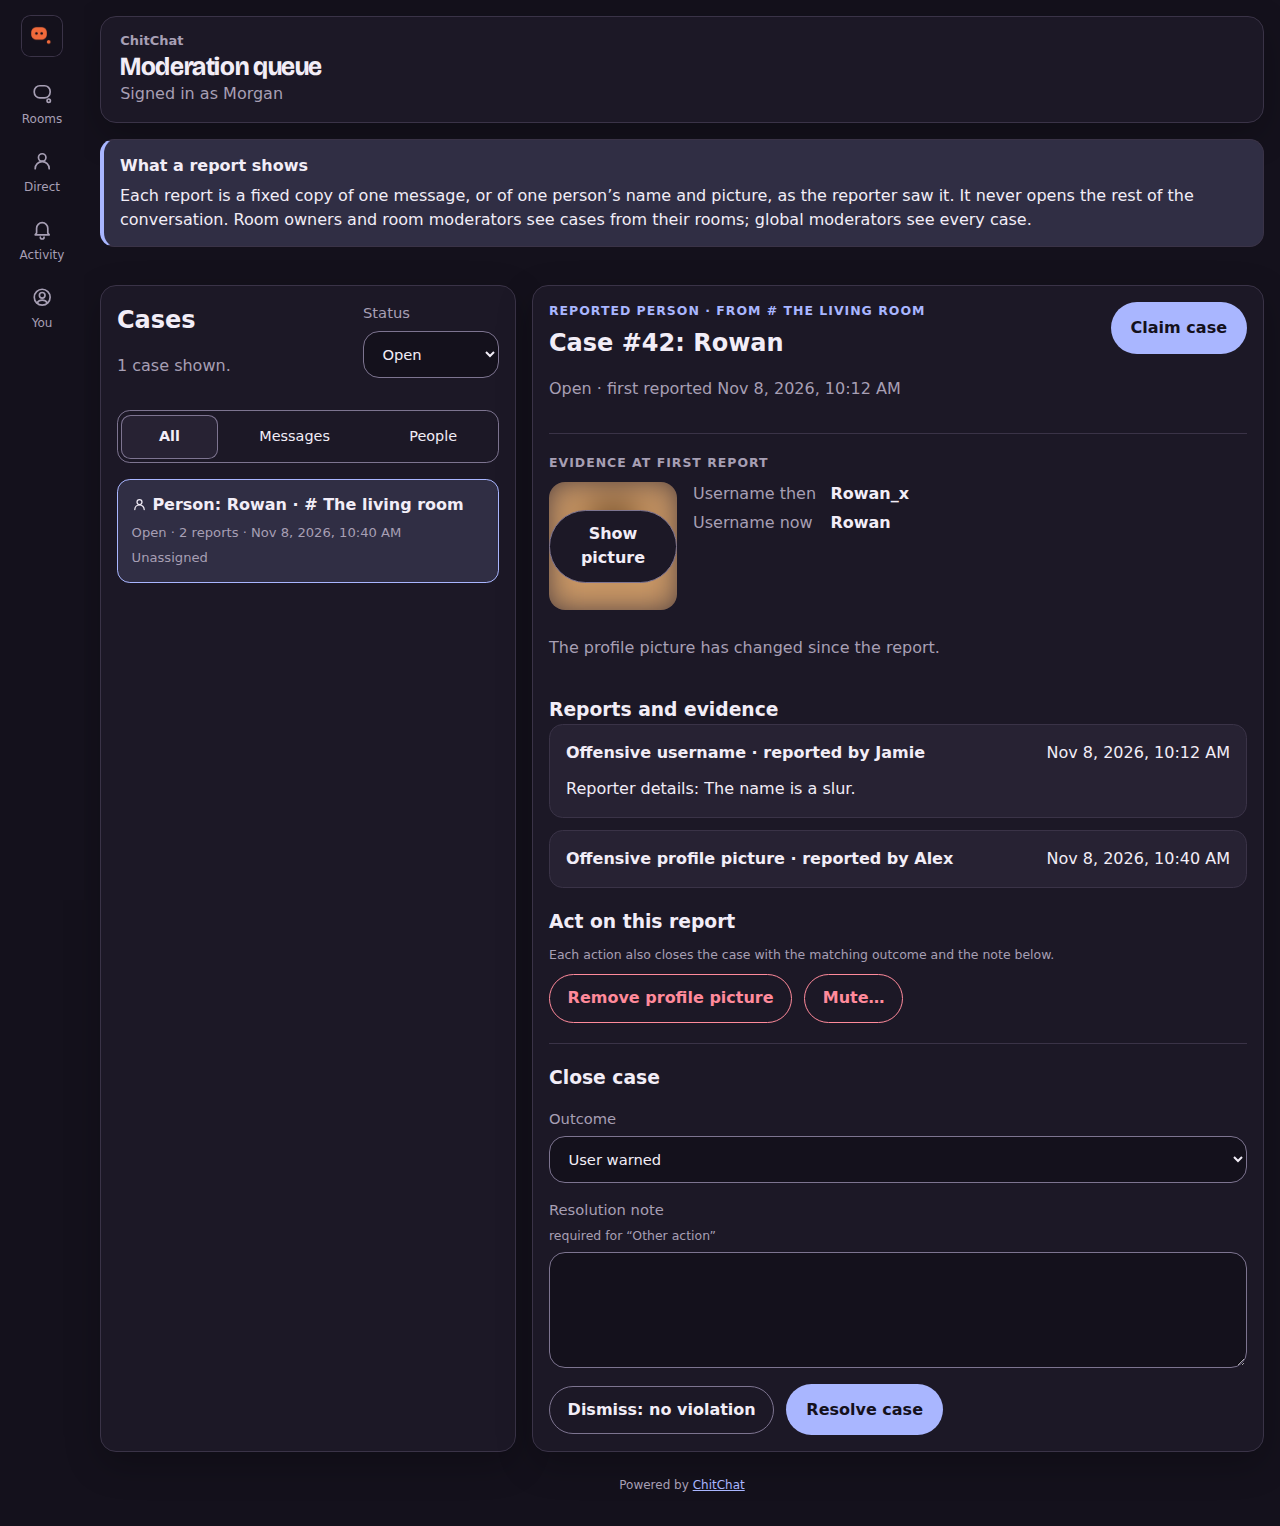 ChitChat
Moderation queue
Signed in as Morgan
Rooms
Direct
Activity
You
What a report shows
Each report is a fixed copy of one message, or of one person’s name and picture, as the reporter saw it. It never opens the rest of the
conversation. Room owners and room moderators see cases from their rooms; global moderators see every case.
Cases
1 case shown.
Status
Open
All
Messages
People
Person: Rowan · # The living room
Open · 2 reports · Nov 8, 2026, 10:40 AM
Unassigned
REPORTED PERSON · FROM # THE LIVING ROOM
Case #42: Rowan
Open · first reported Nov 8, 2026, 10:12 AM
Claim case
EVIDENCE AT FIRST REPORT
Show
picture
Username then Rowan_x
Username now Rowan
The profile picture has changed since the report.
Reports and evidence
Offensive username · reported by Jamie
Nov 8, 2026, 10:12 AM
Reporter details: The name is a slur.
Offensive profile picture · reported by Alex
Nov 8, 2026, 10:40 AM
Act on this report
Each action also closes the case with the matching outcome and the note below.
Remove profile picture
Mute…
Close case
Outcome
User warned
Resolution note
required for “Other action”
Dismiss: no violation
Resolve case
Powered by ChitChat